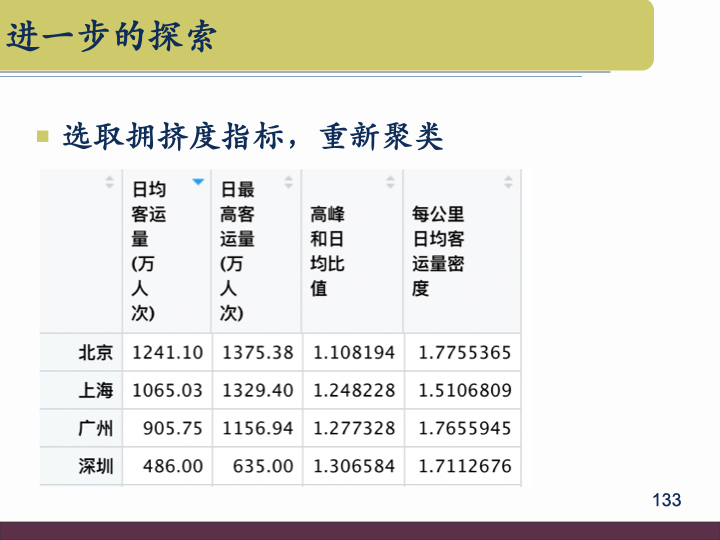 进一步的探索
选取拥挤度指标，重新聚类
日均
客运
量
(万
人
次)
日最
高客
运量
(万
人
次)
高峰
和日
均比
值
每公里
日均客
运量密
度
北京 1241.10 1375.38 1.108194 1.7755365
上海 1065.03 1329.40 1.248228 1.5106809
广州 905.75 1156.94 1.277328 1.7655945
深圳 486.00 635.00 1.306584 1.7112676
133